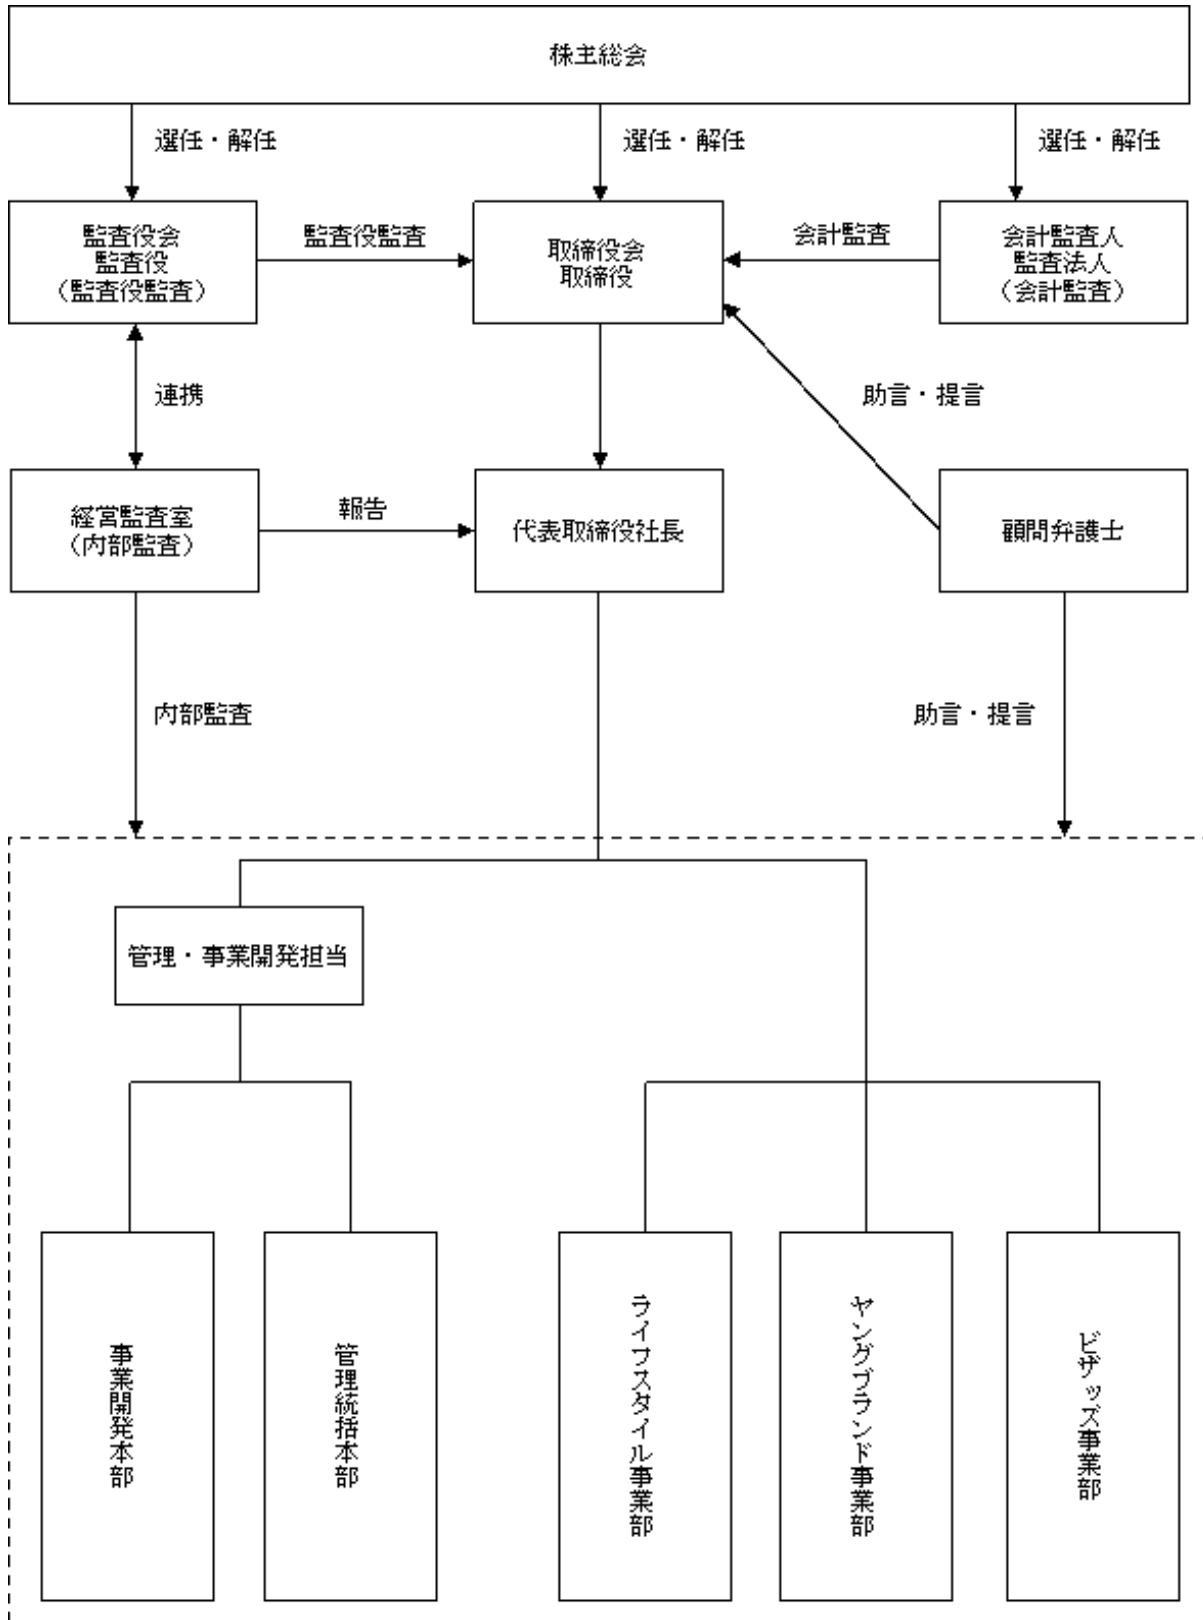 株主総会
選任・解任
選任・解任
選任・解任
監査役会
監査役
（監査役監査）
監査役監査
取締役会
取締役
会計監査
会計監査人
監査法人
（会計監査）
連携
助言・提言
経営監査室
（内部監査）
報告
代表取締役社長
顧問弁護士
内部監査
助言・提言
管理・事業開発担当
事業開発本部
管理統括本部
ライフスタイル事業部
ヤングブランド事業部
ビザッズ事業部